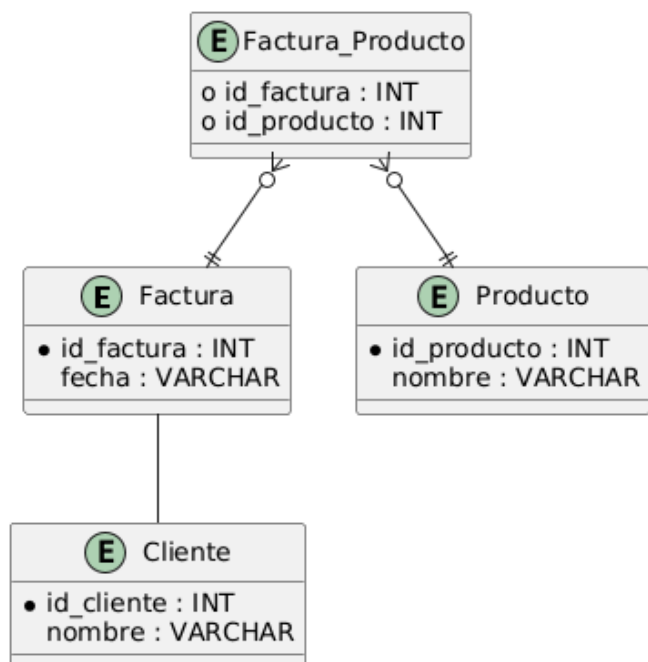 E Factura_Producto
o id_factura : INT
o id_producto : INT
E Factura
• id_factura : INT
fecha : VARCHAR
E Producto
• id_producto : INT
nombre : VARCHAR
E Cliente
• id_cliente : INT
nombre : VARCHAR